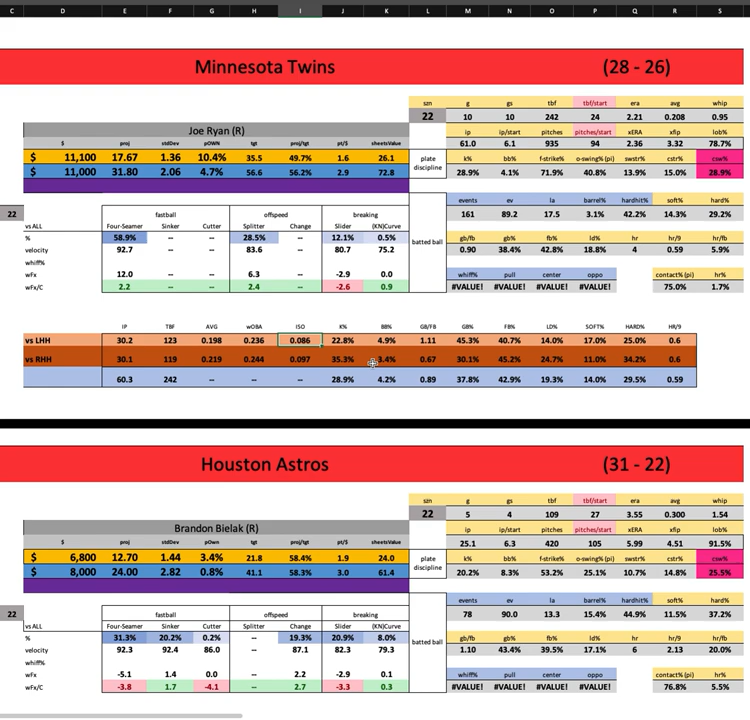 C D E F G H I J K L M N O P Q R S
Minnesota Twins (28 - 26)
szn g gs tbf tbf/start era avg whip
22 10 10 242 24 2.21 0.208 0.95
Joe Ryan (R) ip ip/start pitches pitches/start xERA xfip lob%
$ proj stdDev pOWN tgt proj/tgt pt/$ sheetsValue 61.0 6.1 935 94 2.36 3.32 78.7%
$ 11,100 17.67 1.36 10.4% 35.5 49.7% 1.6 26.1 plate discipline k% bb% f-strike% o-swing% (pi) swstr% cstr% csw%
$ 11,000 31.80 2.06 4.7% 56.6 56.2% 2.9 72.8 28.9% 4.1% 71.9% 40.8% 13.9% 15.0% 28.9%
events ev la barrel% hardhit% soft% hard%
22 fastball offspeed breaking 161 89.2 17.5 3.1% 42.2% 14.3% 29.2%
vs ALL Four-Seamer Sinker Cutter Splitter Change Slider (KN)Curve
% 58.9% -- -- 28.5% -- 12.1% 0.5% batted ball gb/fb gb% fb% ld% hr hr/9 hr/fb
velocity 92.7 -- -- 83.6 -- 80.7 75.2 0.90 38.4% 42.8% 18.8% 4 0.59 5.9%
whiff%
wFx 12.0 6.3 -2.9 0.0 whiff% pull center oppo contact% (pi) hr%
wFx/C 2.2 -- -- 2.4 -- -2.6 0.9 #VALUE! #VALUE! #VALUE! #VALUE! 75.0% 1.7%
IP TBF AVG wOBA ISO K% BB% GB/FB GB% FB% LD% SOFT% HARD% HR/9
vs LHH 30.2 123 0.198 0.236 0.086 22.8% 4.9% 1.11 45.3% 40.7% 14.0% 17.0% 25.0% 0.6
vs RHH 30.1 119 0.219 0.244 0.097 35.3% 3.4% 0.67 30.1% 45.2% 24.7% 11.0% 34.2% 0.6
60.3 242 -- -- -- 28.9% 4.2% 0.89 37.8% 42.9% 19.3% 14.0% 29.5% 0.59
Houston Astros (31 - 22)
szn g gs tbf tbf/start era avg whip
22 5 4 109 27 3.55 0.300 1.54
Brandon Bielak (R) ip ip/start pitches pitches/start xERA xfip lob%
$ proj stdDev pOwn tgt proj/tgt pt/$ sheetsValue 25.1 6.3 420 105 5.99 4.51 91.5%
$ 6,800 12.70 1.44 3.4% 21.8 58.4% 1.9 24.0 plate discipline k% bb% f-strike% o-swing% (pi) swstr% cstr% csw%
$ 8,000 24.00 2.82 0.8% 41.1 58.3% 3.0 61.4 20.2% 8.3% 53.2% 25.1% 10.7% 14.8% 25.5%
events ev la barrel% hardhit% soft% hard%
22 fastball offspeed breaking 78 90.0 13.3 15.4% 44.9% 11.5% 37.2%
vs ALL Four-Seamer Sinker Cutter Splitter Change Slider (KN)Curve
% 31.3% 20.2% 0.2% -- 19.3% 20.9% 8.0% batted ball gb/fb gb% fb% ld% hr hr/9 hr/fb
velocity 92.3 92.4 86.0 -- 87.1 82.3 79.3 1.10 43.4% 39.5% 17.1% 6 2.13 20.0%
whiff%
wFx -5.1 1.4 0.0 2.2 -2.9 0.1 whiff% pull center oppo contact% (pi) hr%
wFx/C -3.8 1.7 -4.1 -- 2.7 -3.3 0.3 #VALUE! #VALUE! #VALUE! #VALUE! 76.8% 5.5%